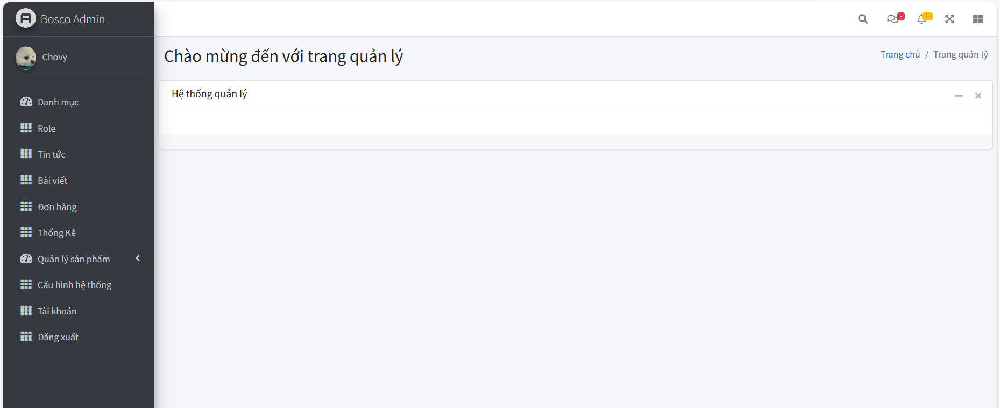 Bosco Admin
3
15
Chovy
Chào mừng đến với trang quản lý
Trang chủ / Trang quản lý
Hệ thống quản lý
Danh mục
Role
Tin tức
Bài viết
Đơn hàng
Thống Kê
Quản lý sản phẩm
Cấu hình hệ thống
Tài khoản
Đăng xuất